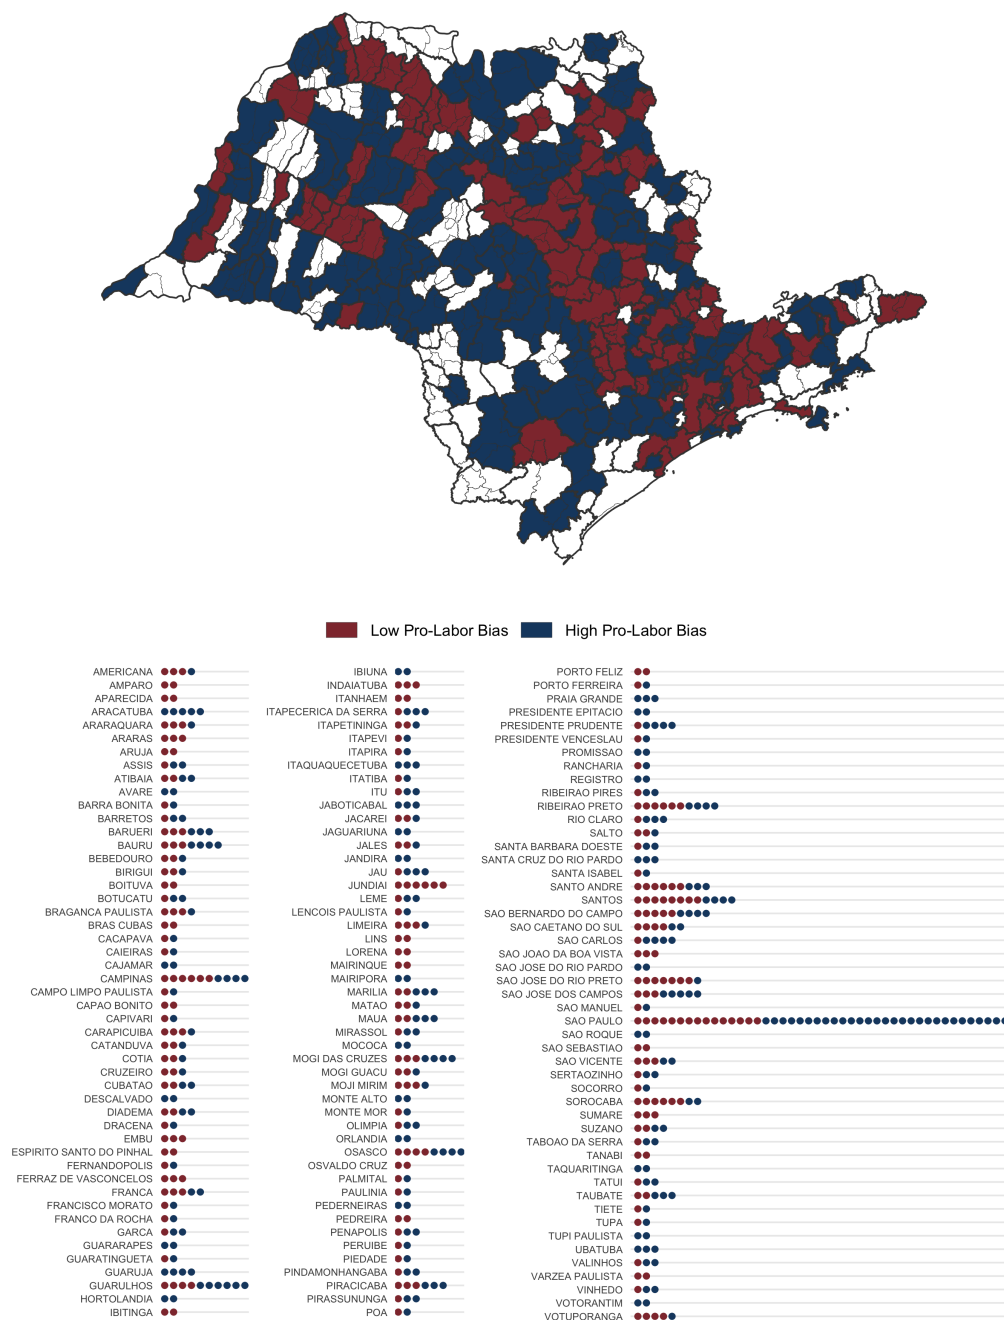 Low Pro-Labor Bias
High Pro-Labor Bias
AMERICANA
AMPARO
APARECIDA
ARACATUBA
ARARAQUARA
ARARAS
ARUJA
ASSIS
ATIBAIA
AVARE
BARRA BONITA
BARRETOS
BARUERI
BAURU
BEBEDOURO
BIRIGUI
BOITUVA
BOTUCATU
BRAGANCA PAULISTA
BRAS CUBAS
CACAPAVA
CAIEIRAS
CAJAMAR
CAMPINAS
CAMPO LIMPO PAULISTA
CAPAO BONITO
CAPIVARI
CARAPICUIBA
CATANDUVA
COTIA
CRUZEIRO
CUBATAO
DESCALVADO
DIADEMA
DRACENA
EMBU
ESPIRITO SANTO DO PINHAL
FERNANDOPOLIS
FERRAZ DE VASCONCELOS
FRANCA
FRANCISCO MORATO
FRANCO DA ROCHA
GARCA
GUARARAPES
GUARATINGUETA
GUARUJA
GUARULHOS
HORTOLANDIA
IBITINGA
IBIUNA
INDAIATUBA
ITANHAEM
ITAPECERICA DA SERRA
ITAPETININGA
ITAPEVI
ITAPIRA
ITAQUAQUECETUBA
ITATIBA
ITU
JABOTICABAL
JACAREI
JAGUARIUNA
JALES
JANDIRA
JAU
JUNDIAI
LEME
LENCOIS PAULISTA
LIMEIRA
LINS
LORENA
MAIRINQUE
MAIRIPORA
MARILIA
MATAO
MAUA
MIRASSOL
MOCOCA
MOGI DAS CRUZES
MOGI GUACU
MOJI MIRIM
MONTE ALTO
MONTE MOR
OLIMPIA
ORLANDIA
OSASCO
OSVALDO CRUZ
PALMITAL
PAULINIA
PEDERNEIRAS
PEDREIRA
PENAPOLIS
PERUIBE
PIEDADE
PINDAMONHANGABA
PIRACICABA
PIRASSUNUNGA
POA
PORTO FELIZ
PORTO FERREIRA
PRAIA GRANDE
PRESIDENTE EPITACIO
PRESIDENTE PRUDENTE
PRESIDENTE VENCESLAU
PROMISSAO
RANCHARIA
REGISTRO
RIBEIRAO PIRES
RIBEIRAO PRETO
RIO CLARO
SALTO
SANTA BARBARA DOESTE
SANTA CRUZ DO RIO PARDO
SANTA ISABEL
SANTO ANDRE
SANTOS
SAO BERNARDO DO CAMPO
SAO CAETANO DO SUL
SAO CARLOS
SAO JOAO DA BOA VISTA
SAO JOSE DO RIO PARDO
SAO JOSE DO RIO PRETO
SAO JOSE DOS CAMPOS
SAO MANUEL
SAO PAULO
SAO ROQUE
SAO SEBASTIAO
SAO VICENTE
SERTAOZINHO
SOCORRO
SOROCABA
SUMARE
SUZANO
TABOAO DA SERRA
TANABI
TAQUARITINGA
TATUI
TAUBATE
TIETE
TUPA
TUPI PAULISTA
UBATUBA
VALINHOS
VARZEA PAULISTA
VINHEDO
VOTORANTIM
VOTUPORANGA